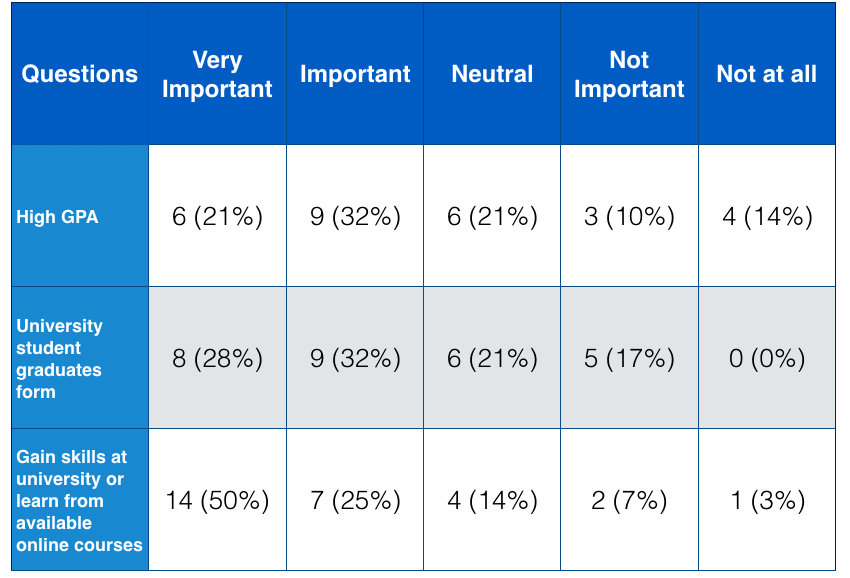 Questions
Very
Important
Important
Neutral
Not
Important
Not at all
High GPA
6 (21%)
9 (32%)
6 (21%)
3 (10%)
4 (14%)
University
student
graduates
form
8 (28%)
9 (32%)
6 (21%)
5 (17%)
0 (0%)
Gain skills at
university or
learn from
available
online courses
14 (50%)
7 (25%)
4 (14%)
2 (7%)
1 (3%)